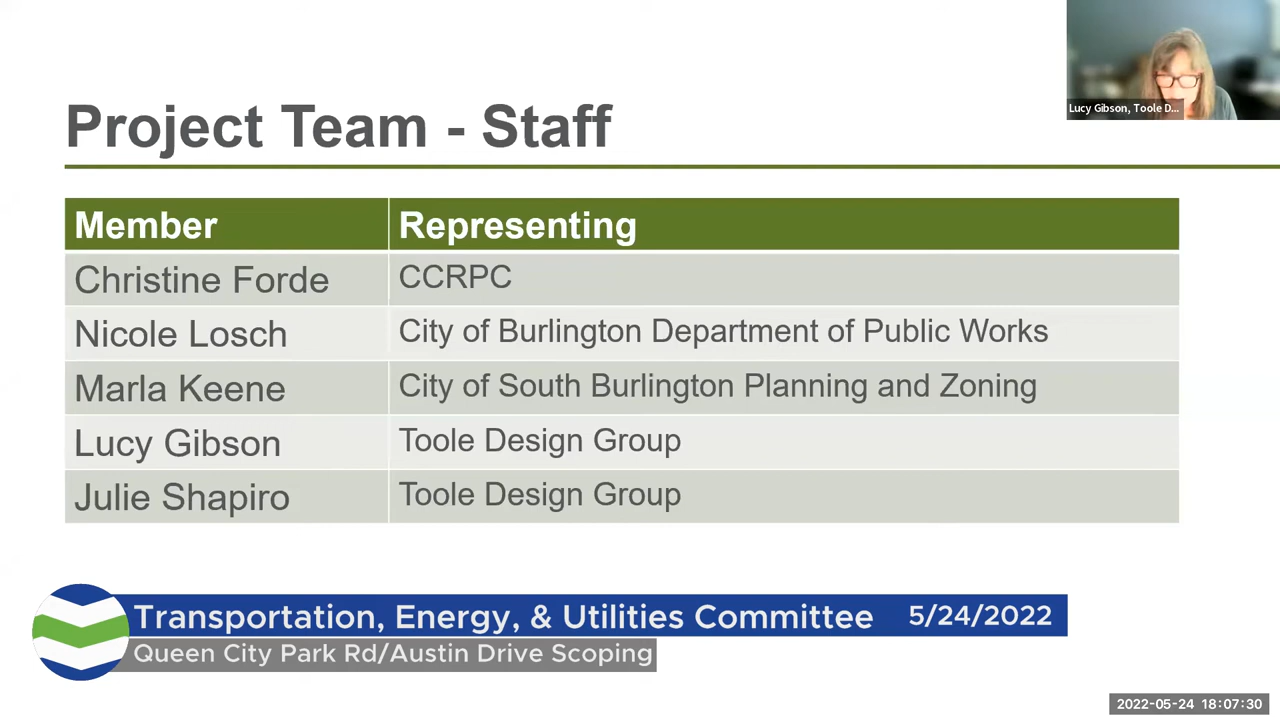 Lucy Gibson, Toole D...
Project Team - Staff
Member Representing
Christine Forde CCRPC
Nicole Losch City of Burlington Department of Public Works
Marla Keene City of South Burlington Planning and Zoning
Lucy Gibson Toole Design Group
Julie Shapiro Toole Design Group
Transportation, Energy, & Utilities Committee 5/24/2022
Queen City Park Rd/Austin Drive Scoping
2022-05-24 18:07:30